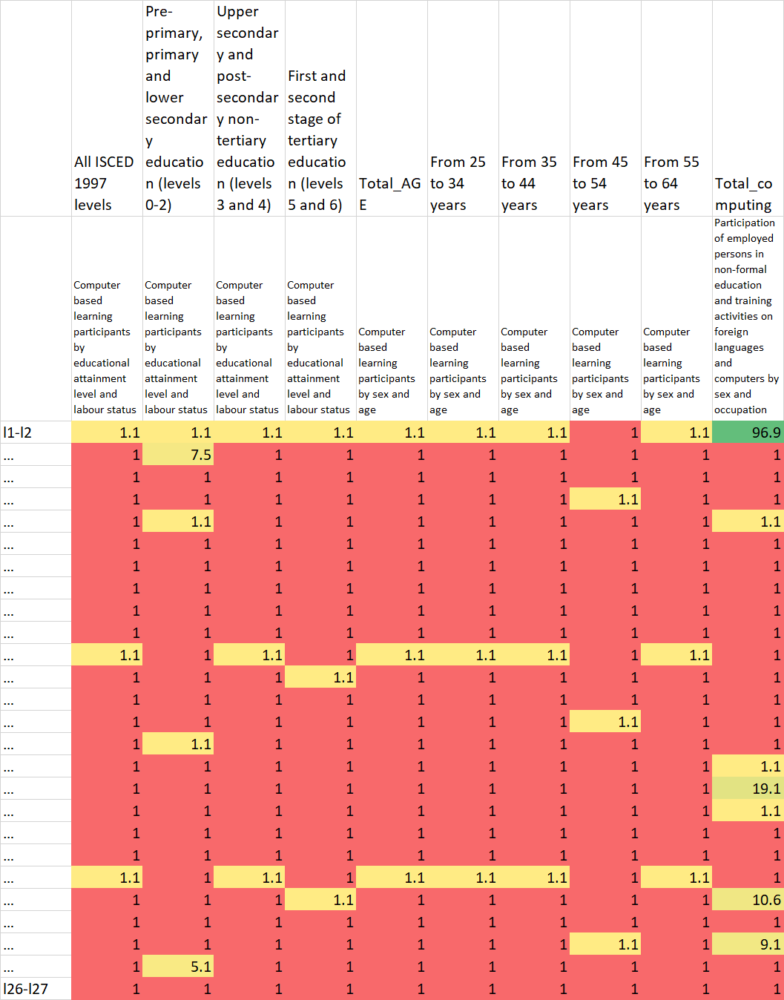 All ISCED
1997
levels
Pre-
primary,
primary
and
lower
secondar
y
educatio
n (levels
0-2)
Upper
secondar
y and
post-
secondar
y non-
tertiary
educatio
n (levels
3 and 4)
First and
second
stage of
tertiary
educatio
n (levels
5 and 6)
Total_AG
E
From 25
to 34
years
From 35
to 44
years
From 45
to 54
years
From 55
to 64
years
Total_co
mputing
Computer
based
learning
participants
by
educational
attainment
level and
labour status
Computer
based
learning
participants
by
educational
attainment
level and
labour status
Computer
based
learning
participants
by
educational
attainment
level and
labour status
Computer
based
learning
participants
by
educational
attainment
level and
labour status
Computer
based
learning
participants
by sex and
age
Computer
based
learning
participants
by sex and
age
Computer
based
learning
participants
by sex and
age
Computer
based
learning
participants
by sex and
age
Computer
based
learning
participants
by sex and
age
Participation
of employed
persons in
non-formal
education
and training
activities on
foreign
languages
and
computers by
sex and
occupation
l1-l2 1.1 1.1 1.1 1.1 1.1 1.1 1.1 1 1.1 96.9
... 1 7.5 1 1 1 1 1 1 1 1
... 1 1 1 1 1 1 1 1 1 1
... 1 1 1 1 1 1 1 1.1 1 1
... 1 1.1 1 1 1 1 1 1 1 1.1
... 1 1 1 1 1 1 1 1 1 1
... 1 1 1 1 1 1 1 1 1 1
... 1 1 1 1 1 1 1 1 1 1
... 1 1 1 1 1 1 1 1 1 1
... 1 1 1 1 1 1 1 1 1 1
... 1.1 1 1.1 1 1.1 1.1 1.1 1 1.1 1
... 1 1 1 1.1 1 1 1 1 1 1
... 1 1 1 1 1 1 1 1 1 1
... 1 1 1 1 1 1 1 1.1 1 1
... 1 1.1 1 1 1 1 1 1 1 1
... 1 1 1 1 1 1 1 1 1 1.1
... 1 1 1 1 1 1 1 1 1 19.1
... 1 1 1 1 1 1 1 1 1 1.1
... 1 1 1 1 1 1 1 1 1 1
... 1 1 1 1 1 1 1 1 1 1
... 1.1 1 1.1 1 1.1 1.1 1.1 1 1.1 1
... 1 1 1 1.1 1 1 1 1 1 10.6
... 1 1 1 1 1 1 1 1 1 1
... 1 1 1 1 1 1 1 1.1 1 9.1
... 1 5.1 1 1 1 1 1 1 1 1
l26-l27 1 1 1 1 1 1 1 1 1 1